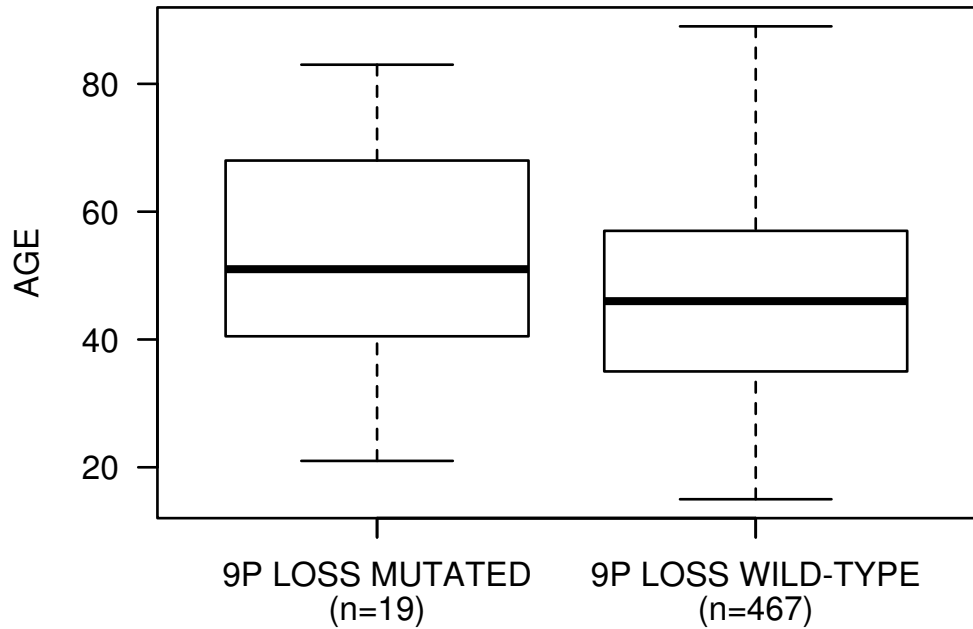 AGE
80
60
40
20
9P LOSS MUTATED
(n=19)
9P LOSS WILD-TYPE
(n=467)